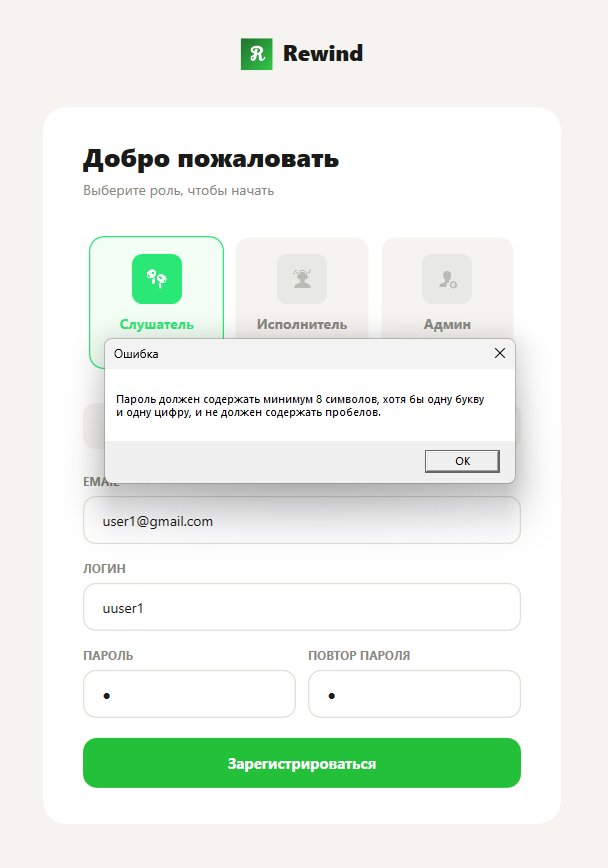 Rewind
Добро пожаловать
Выберите роль, чтобы начать
Слушатель
Исполнитель
Админ
Ошибка
Пароль должен содержать минимум 8 символов, хотя бы одну букву
и одну цифру, и не должен содержать пробелов.
OK
EMAIL
user1@gmail.com
ЛОГИН
uuser1
ПАРОЛЬ
ПОВТОР ПАРОЛЯ
Зарегистрироваться